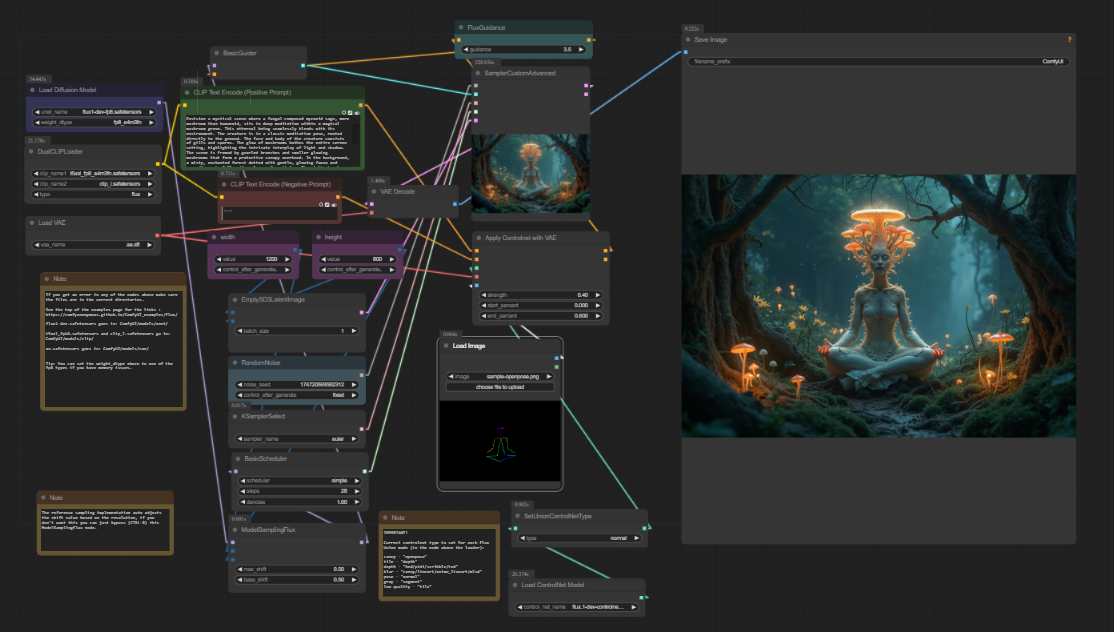 FluxGuidance
guidance 3.5
BasicGuider
Save Image ?
filename_prefix ComfyUI
SamplerCustomAdvanced
Load Diffusion Model
unet_name flux1-dev-fp8.safetensors
weight_dtype fp8_e4m3fn
CLIP Text Encode (Positive Prompt)
Envision a mystic scene where a fungal-composed myconid sage, more
mushroom than humanoid, sits in deep meditation within a magical
mushroom grove. This ethereal being seamlessly blends with its
environment. The creature is in a classic meditation pose, rooted
directly to the ground. The face and body of the creature consists
of gills and spores. The glow of mushrooms bathes the entire serene
setting, highlighting the intricate interplay of light and shadow.
The scene is framed by gnarled branches and smaller glowing
mushrooms that form a protective canopy overhead. In the background,
a misty, enchanted forest dotted with gentle, glowing fauna and
DualCLIPLoader
clip_name1 t5xxl_fp8_e4m3fn.safetensors
clip_name2 clip_l.safetensors
type flux
CLIP Text Encode (Negative Prompt)
VAE Decode
Load VAE
vae_name ae.sft
width
value 1200
control_after_generate
height
value 800
control_after_generate
Apply Controlnet with VAE
strength 0.40
start_percent 0.000
end_percent 0.600
Note
If you get an error in any of the nodes above make sure
the files are in the correct directories.
See the top of the examples page for the links :
https://comfyanonymous.github.io/ComfyUI_examples/flux/
flux1-dev.safetensors goes in: ComfyUI/models/unet/
t5xxl_fp16.safetensors and clip_l.safetensors go in:
ComfyUI/models/clip/
ae.safetensors goes in: ComfyUI/models/vae/
Tip: You can set the weight_dtype above to one of the
fp8 types if you have memory issues.
EmptySD3LatentImage
batch_size 1
Load Image
image sample-openpose.png
choose file to upload
RandomNoise
noise_seed
control_after_generate fixed
KSamplerSelect
sampler_name euler
BasicScheduler
scheduler simple
steps 28
denoise 1.00
Note
The reference sampling implementation auto adjusts
the shift value based on the resolution, if you
don't want this you can just bypass (CTRL-B) this
ModelSamplingFlux node.
ModelSamplingFlux
max_shift 0.50
base_shift 0.50
Note
IMPORTANT!
Correct controlnet type to set for each Flux
Union mode (in the node above the loader):
canny - "openpose"
tile - "depth"
depth - "hed/pidi/scribble/ted"
blur - "canny/lineart/anime_lineart/mlsd"
pose - "normal"
gray - "segment"
low quality - "tile"
SetUnionControlNetType
type normal
Load ControlNet Model
control_net_name flux.1-dev-controlne...